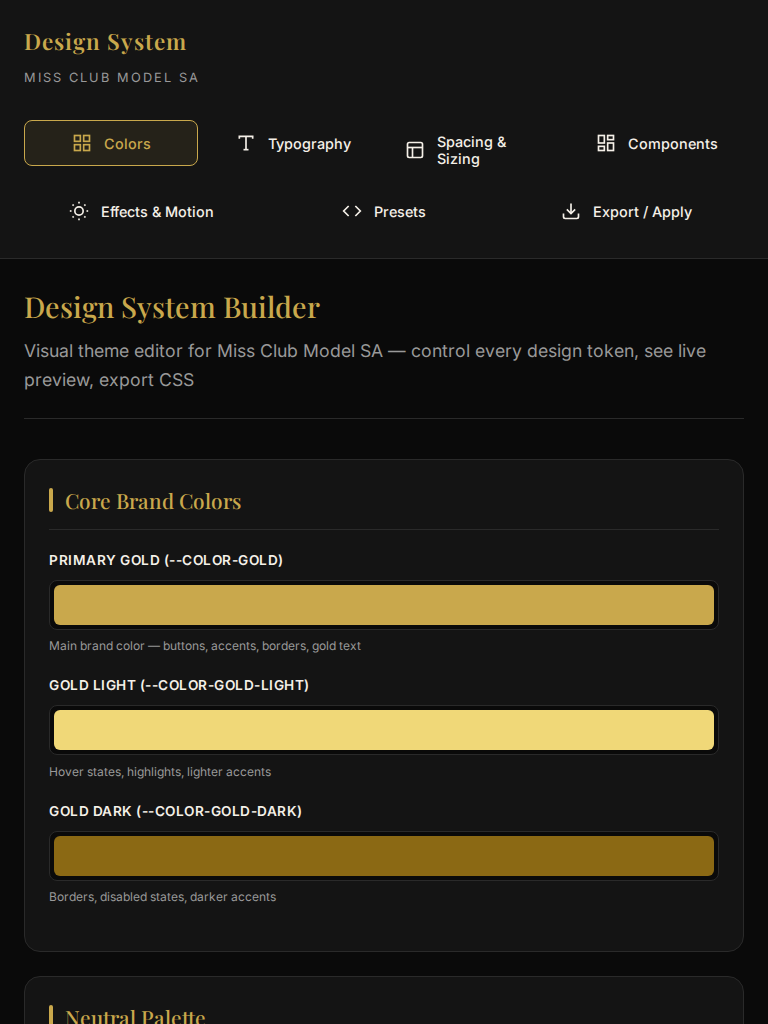 Design System
MISS CLUB MODEL SA
Colors
Typography
Spacing &
Sizing
Components
Effects & Motion
Presets
Export / Apply
Design System Builder
Visual theme editor for Miss Club Model SA — control every design token, see live
preview, export CSS
Core Brand Colors
PRIMARY GOLD (--COLOR-GOLD)
Main brand color — buttons, accents, borders, gold text
GOLD LIGHT (--COLOR-GOLD-LIGHT)
Hover states, highlights, lighter accents
GOLD DARK (--COLOR-GOLD-DARK)
Borders, disabled states, darker accents
Neutral Palette